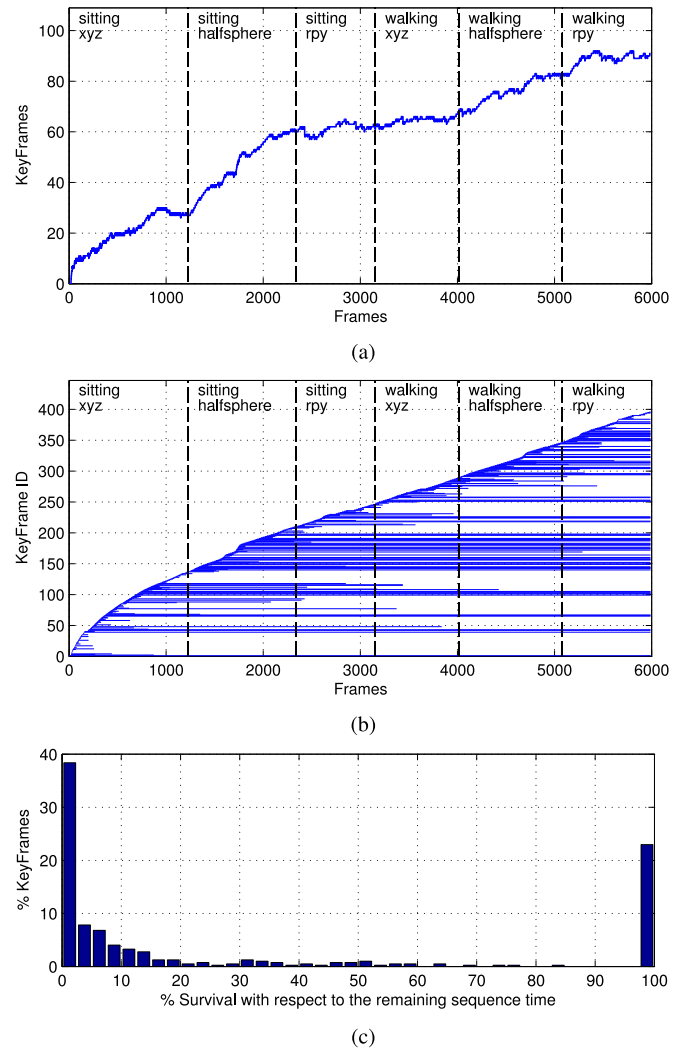 sitting xyz
sitting halfsphere
sitting rpy
walking xyz
walking halfsphere
walking rpy
100
80
60
40
20
0
KeyFrames
0 1000 2000 3000 4000 5000 6000
Frames
(a)
sitting xyz
sitting halfsphere
sitting rpy
walking xyz
walking halfsphere
walking rpy
400
350
300
250
200
150
100
50
0
KeyFrame ID
0 1000 2000 3000 4000 5000 6000
Frames
(b)
40
30
20
10
0
% KeyFrames
0 10 20 30 40 50 60 70 80 90 100
% Survival with respect to the remaining sequence time
(c)